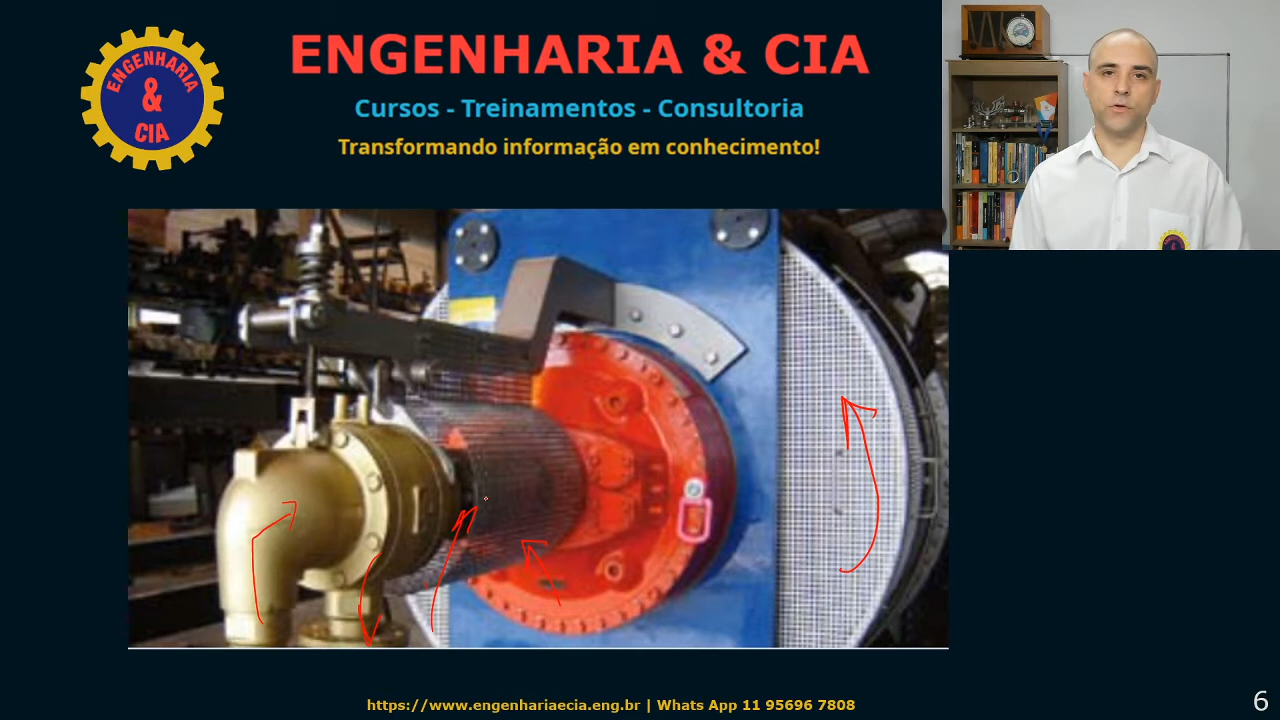 ENGENHARIA
&
CIA
ENGENHARIA & CIA
Cursos - Treinamentos - Consultoria
Transformando informação em conhecimento!
https://www.engenhariaecia.eng.br | Whats App 11 95696 7808
6